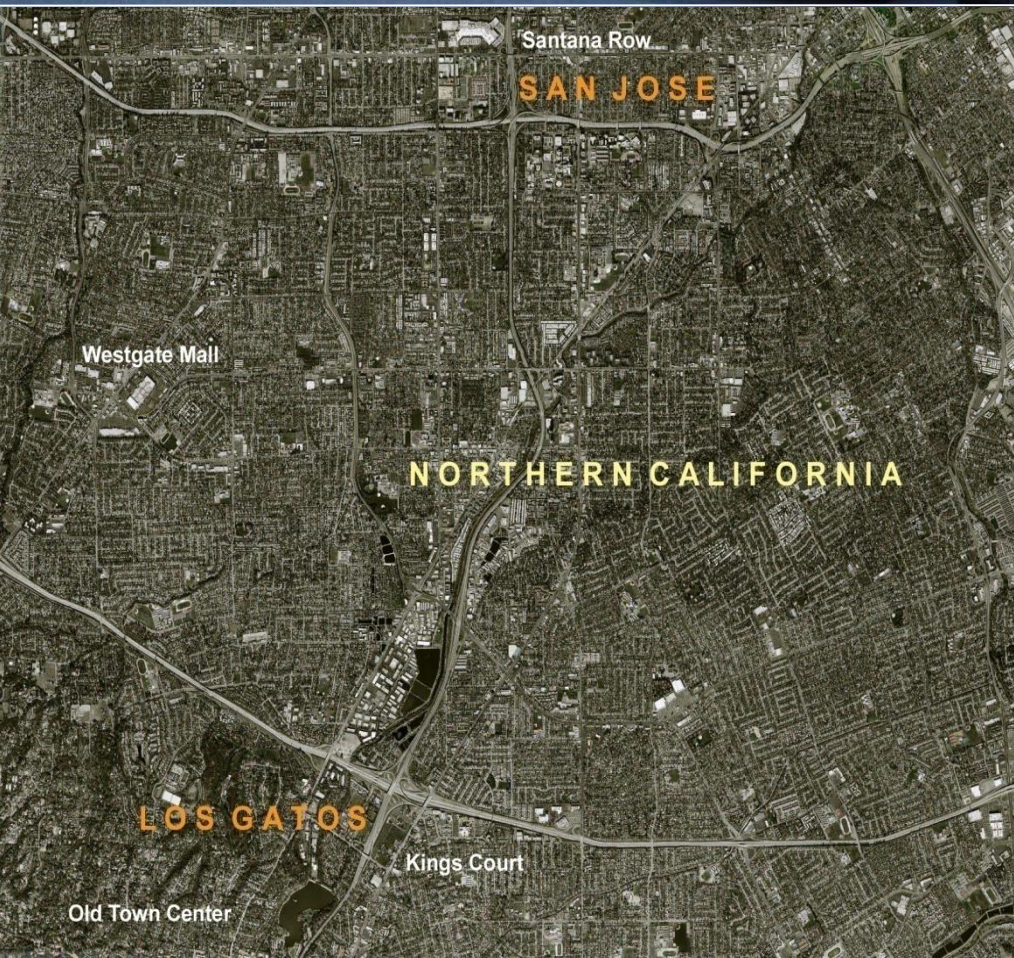 Santana Row
SAN JOSE
Westgate Mall
NORTHERN CALIFORNIA
LOS GATOS
Kings Court
Old Town Center